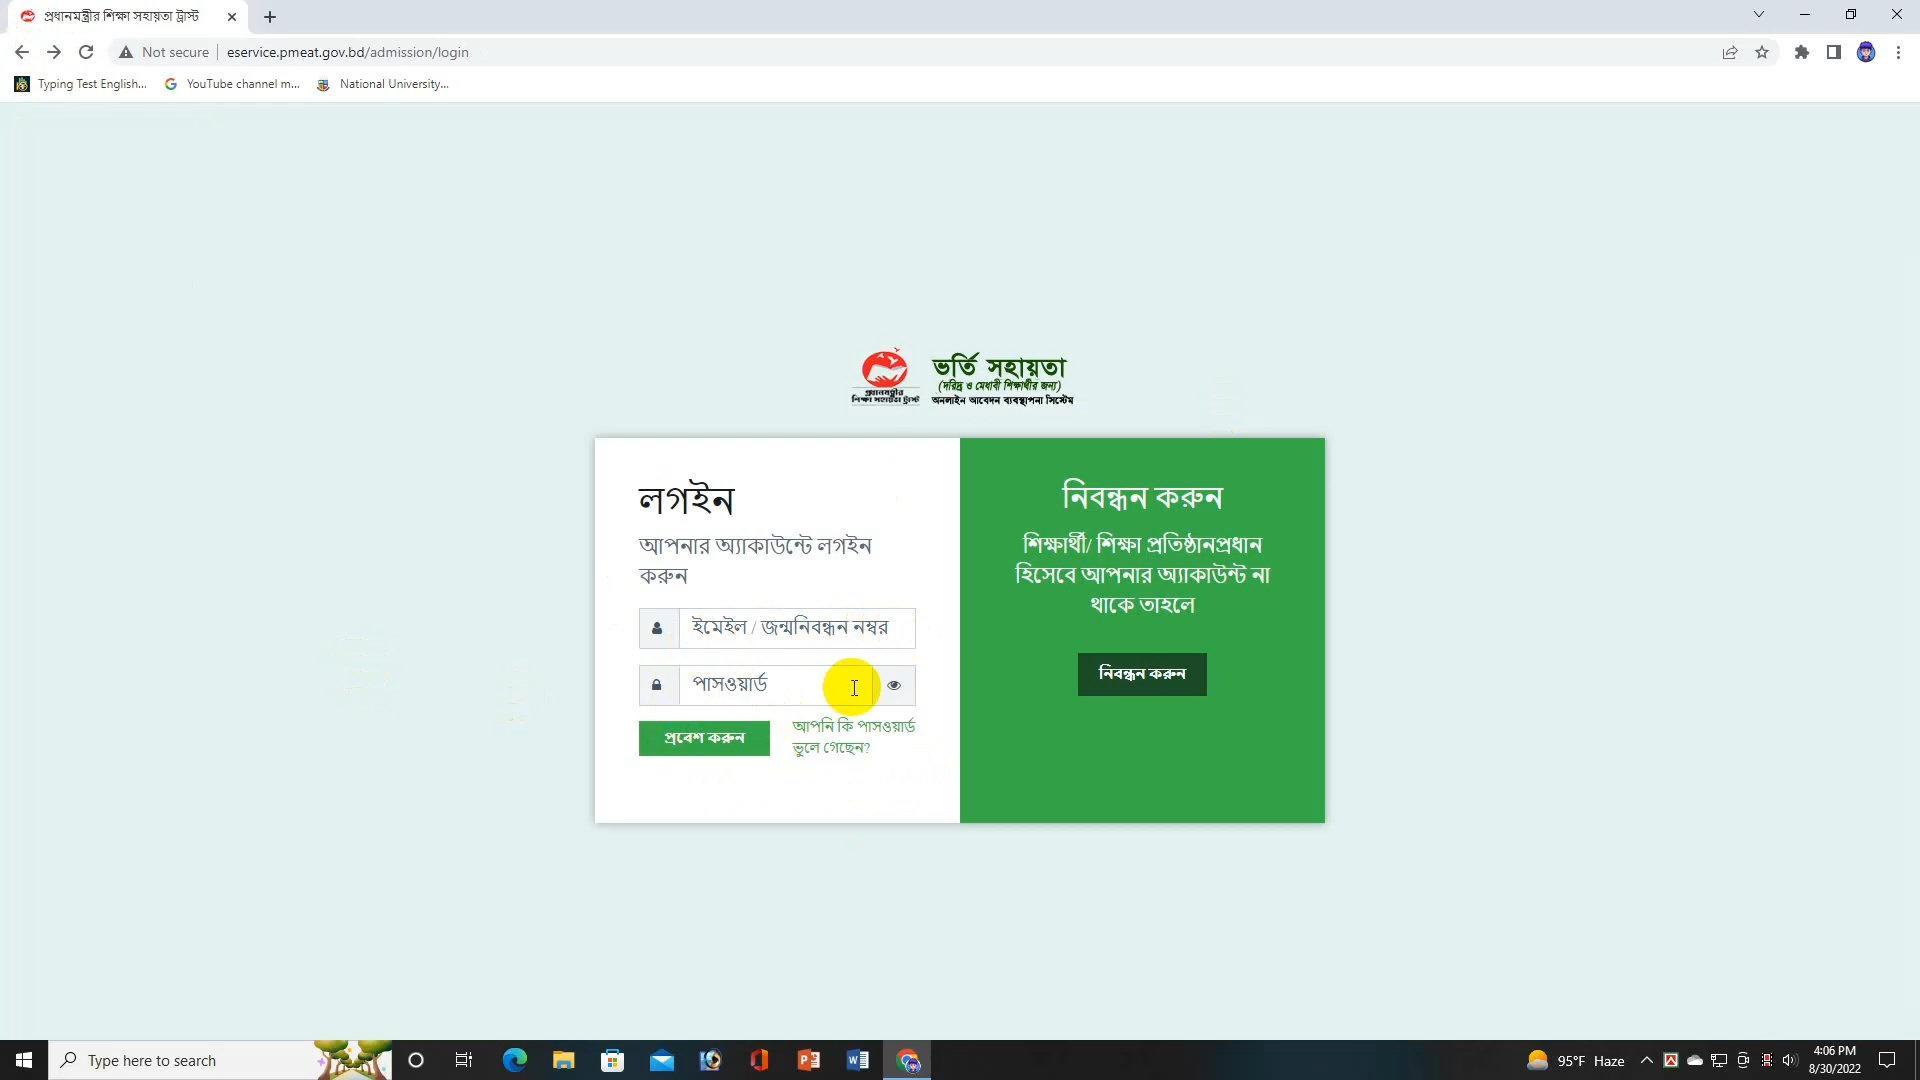 প্রধানমন্ত্রীর শিক্ষা সহায়তা ট্রাস্ট
Not secure
eservice.pmeat.gov.bd/admission/login
Typing Test English...
YouTube channel m...
National University...
প্রধানমন্ত্রীর
শিক্ষা সহায়তা ট্রাস্ট
ভর্তি সহায়তা
(দরিদ্র ও মেধাবী শিক্ষার্থীর জন্য)
অনলাইন আবেদন ব্যবস্থাপনা সিস্টেম
লগইন
আপনার অ্যাকাউন্টে লগইন
করুন
ইমেইল / জন্মনিবন্ধন নম্বর
পাসওয়ার্ড
প্রবেশ করুন
আপনি কি পাসওয়ার্ড
ভুলে গেছেন?
নিবন্ধন করুন
শিক্ষার্থী/ শিক্ষা প্রতিষ্ঠানপ্রধান
হিসেবে আপনার অ্যাকাউন্ট না
থাকে তাহলে
নিবন্ধন করুন
Type here to search
95°F Haze
4:06 PM
8/30/2022